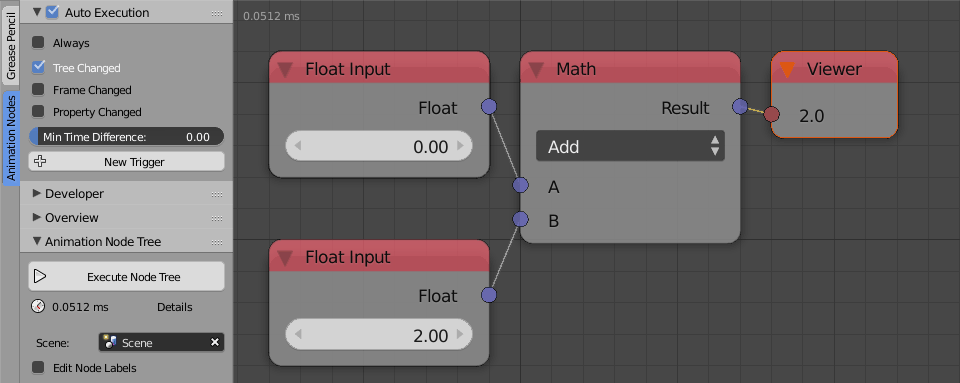 Grease Pencil
Animation Nodes
Auto Execution
Always
Tree Changed
Frame Changed
Property Changed
Min Time Difference: 0.00
New Trigger
Developer
Overview
Animation Node Tree
Execute Node Tree
0.0512 ms Details
Scene: Scene
Edit Node Labels
0.0512 ms
Float Input
Float
0.00
Float Input
Float
2.00
Math
Result
Add
A
B
Viewer
2.0